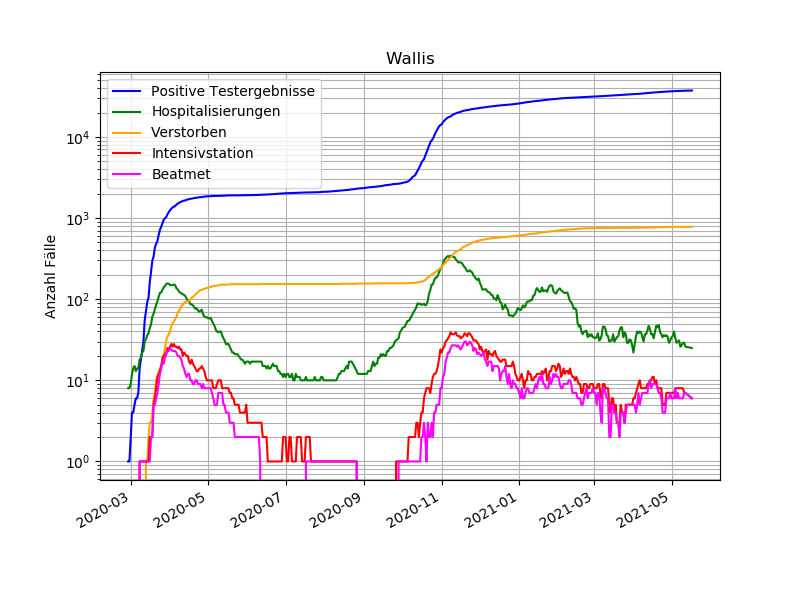 Wallis
Positive Testergebnisse
Hospitalisierungen
Verstorben
Intensivstation
Beatmet
Anzahl Fälle
10⁴
10³
10²
10¹
10⁰
2020-03
2020-05
2020-07
2020-09
2020-11
2021-01
2021-03
2021-05